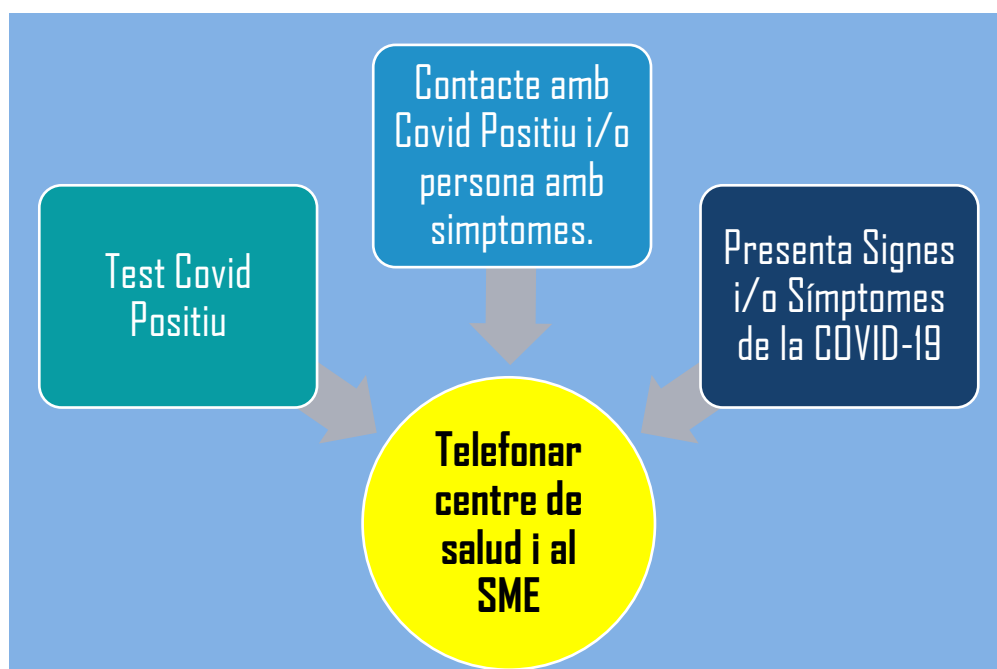 Contacte amb
Covid Positiu i/o
persona amb
simptomes.
Test Covid
Positiu
Presenta Signes
i/o Símptomes
de la COVID-19
Telefonar
centre de
salud i al
SME